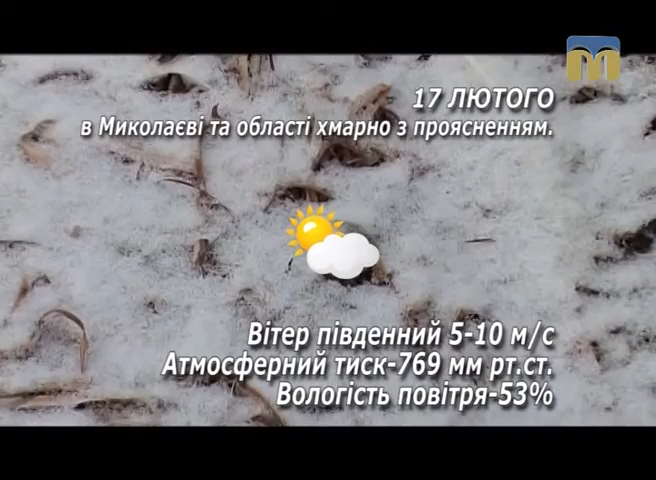 17 ЛЮТОГО
в Миколаєві та області хмарно з проясненням.
Вітер південний 5-10 м/с
Атмосферний тиск-769 мм рт.ст.
Вологість повітря-53%